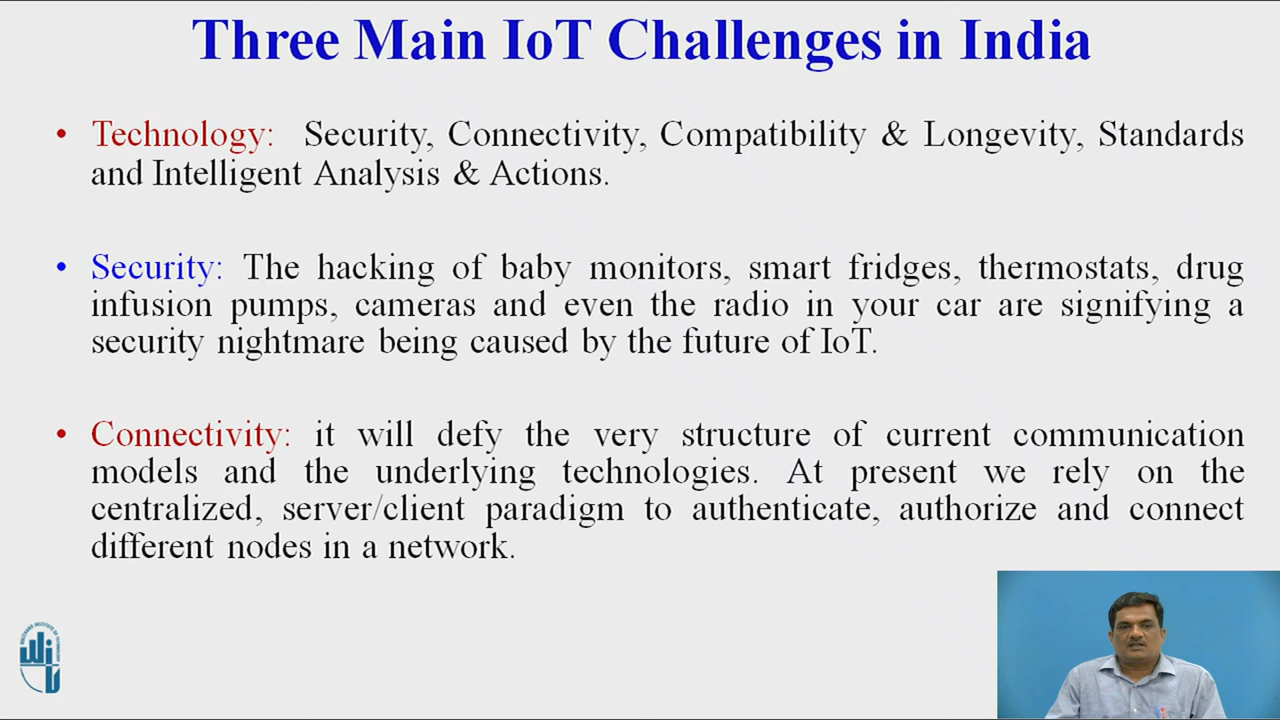 Three Main IoT Challenges in India
• Technology: Security, Connectivity, Compatibility & Longevity, Standards
and Intelligent Analysis & Actions.
• Security: The hacking of baby monitors, smart fridges, thermostats, drug
infusion pumps, cameras and even the radio in your car are signifying a
security nightmare being caused by the future of IoT.
• Connectivity: it will defy the very structure of current communication
models and the underlying technologies. At present we rely on the
centralized, server/client paradigm to authenticate, authorize and connect
different nodes in a network.
WALCHAND INSTITUTE OF TECHNOLOGY